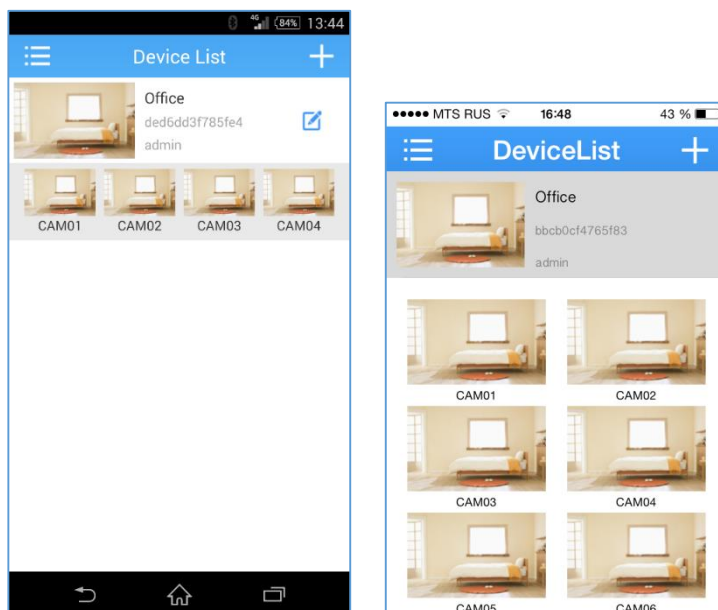 4G 84% 13:44
Device List
Office
ded6dd3f785fe4
admin
CAM01 CAM02 CAM03 CAM04
MTS RUS 16:48 43 %
DeviceList
Office
bbcb0cf4765f83
admin
CAM01 CAM02
CAM03 CAM04
CAM05 CAM06